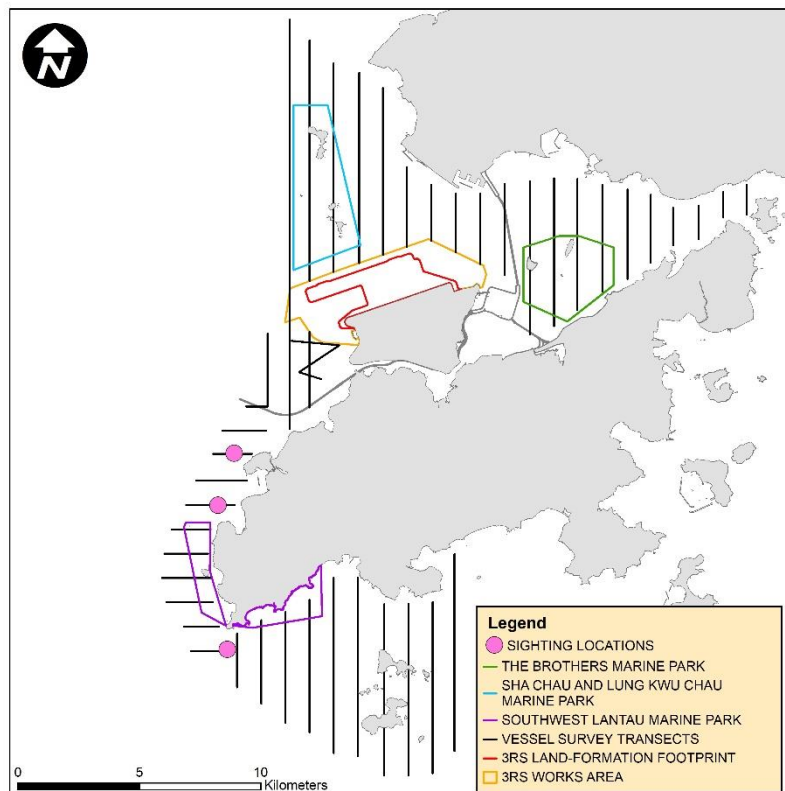 N
Legend
SIGHTING LOCATIONS
THE BROTHERS MARINE PARK
SHA CHAU AND LUNG KWU CHAU
MARINE PARK
SOUTHWEST LANTAU MARINE PARK
VESSEL SURVEY TRANSECTS
3RS LAND-FORMATION FOOTPRINT
3RS WORKS AREA
0 5 10
Kilometers